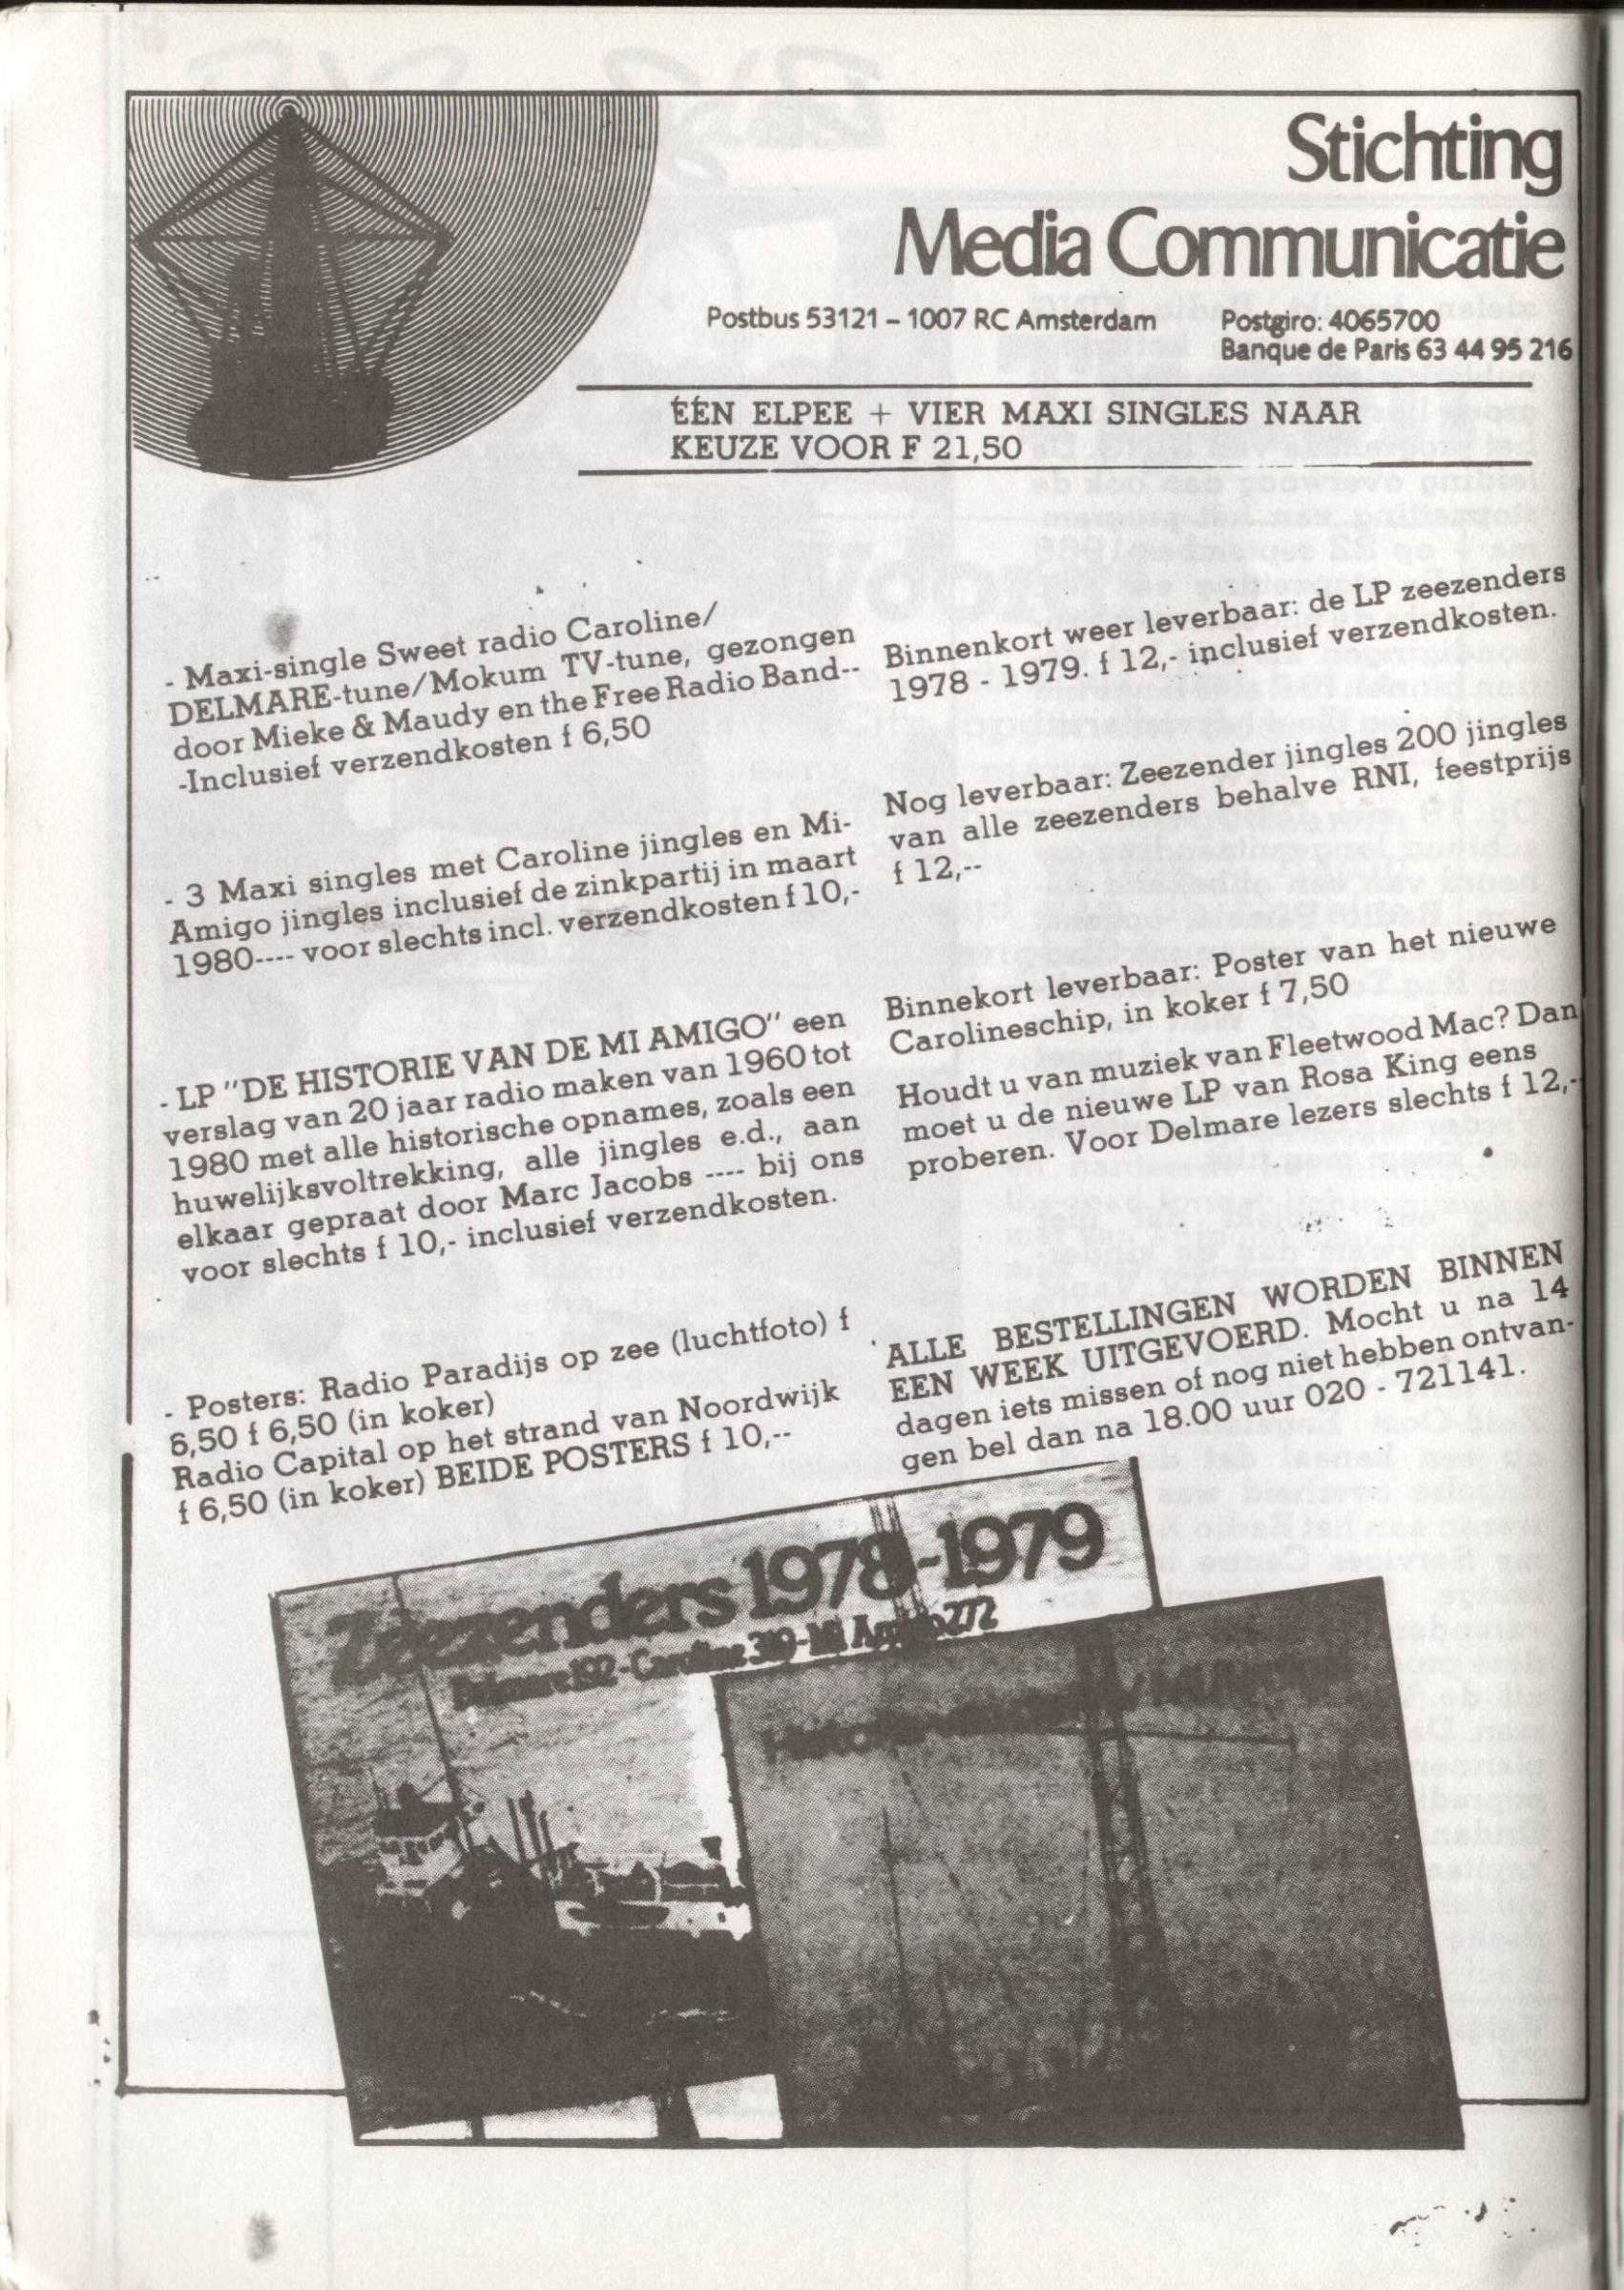 Stichting
Media Communicatie
Postbus 53121 – 1007 RC Amsterdam
Postgiro: 4065700
Banque de Paris 63 44 95 216
ÉÉN ELPEE + VIER MAXI SINGLES NAAR
KEUZE VOOR F 21,50
- Maxi-single Sweet radio Caroline/
DELMARE-tune/Mokum TV-tune, gezongen
door Mieke & Maudy en the Free Radio Band--
-Inclusief verzendkosten f 6,50
- 3 Maxi singles met Caroline jingles en Mi-
Amigo jingles inclusief de zinkpartij in maart
1980---- voor slechts incl. verzendkosten f 10,-
- LP "DE HISTORIE VAN DE MI AMIGO" een
verslag van 20 jaar radio maken van 1960 tot
1980 met alle historische opnames, zoals een
huwelijksvoltrekking, alle jingles e.d., aan
elkaar gepraat door Marc Jacobs ---- bij ons
voor slechts f 10,- inclusief verzendkosten.
- Posters: Radio Paradijs op zee (luchtfoto) f
6,50 f 6,50 (in koker)
Radio Capital op het strand van Noordwijk
f 6,50 (in koker) BEIDE POSTERS f 10,--
Binnenkort weer leverbaar: de LP zeezenders
1978 - 1979. f 12,- inclusief verzendkosten.
Nog leverbaar: Zeezender jingles 200 jingles
van alle zeezenders behalve RNI, feestprijs
f 12,--
Binnekort leverbaar: Poster van het nieuwe
Carolineschip, in koker f 7,50
Houdt u van muziek van Fleetwood Mac? Dan
moet u de nieuwe LP van Rosa King eens
proberen. Voor Delmare lezers slechts f 12,-
ALLE BESTELLINGEN WORDEN BINNEN
EEN WEEK UITGEVOERD. Mocht u na 14
dagen iets missen of nog niet hebben ontvan-
gen bel dan na 18.00 uur 020 - 721141.
Zeezenders 1978-1979
Delmare 192 - Caroline 319 - Mi Amigo 272